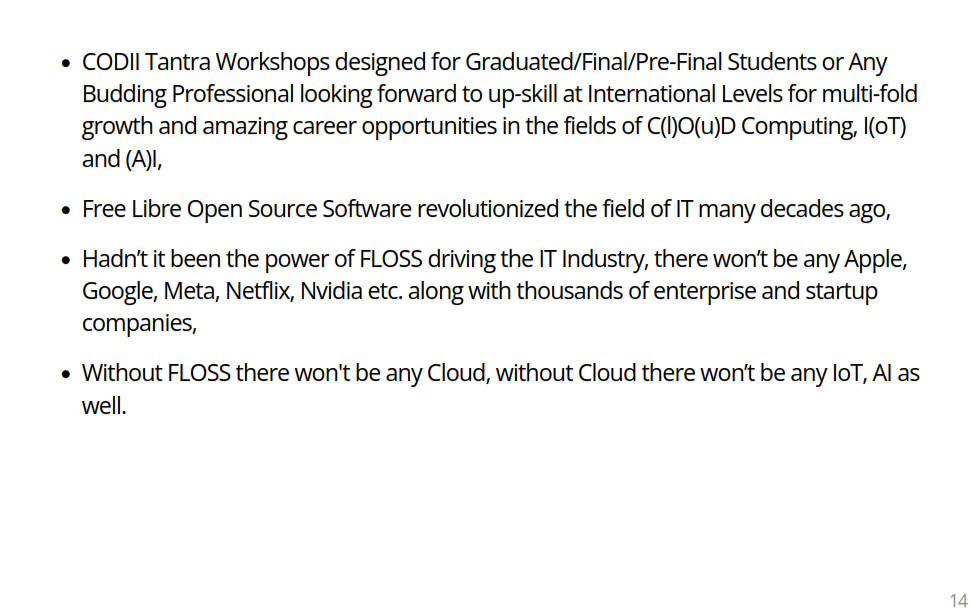 • CODII Tantra Workshops designed for Graduated/Final/Pre-Final Students or Any
Budding Professional looking forward to up-skill at International Levels for multi-fold
growth and amazing career opportunities in the fields of C(l)O(u)D Computing, I(oT)
and (A)I,
• Free Libre Open Source Software revolutionized the field of IT many decades ago,
• Hadn’t it been the power of FLOSS driving the IT Industry, there won’t be any Apple,
Google, Meta, Netflix, Nvidia etc. along with thousands of enterprise and startup
companies,
• Without FLOSS there won't be any Cloud, without Cloud there won’t be any IoT, AI as
well.
14